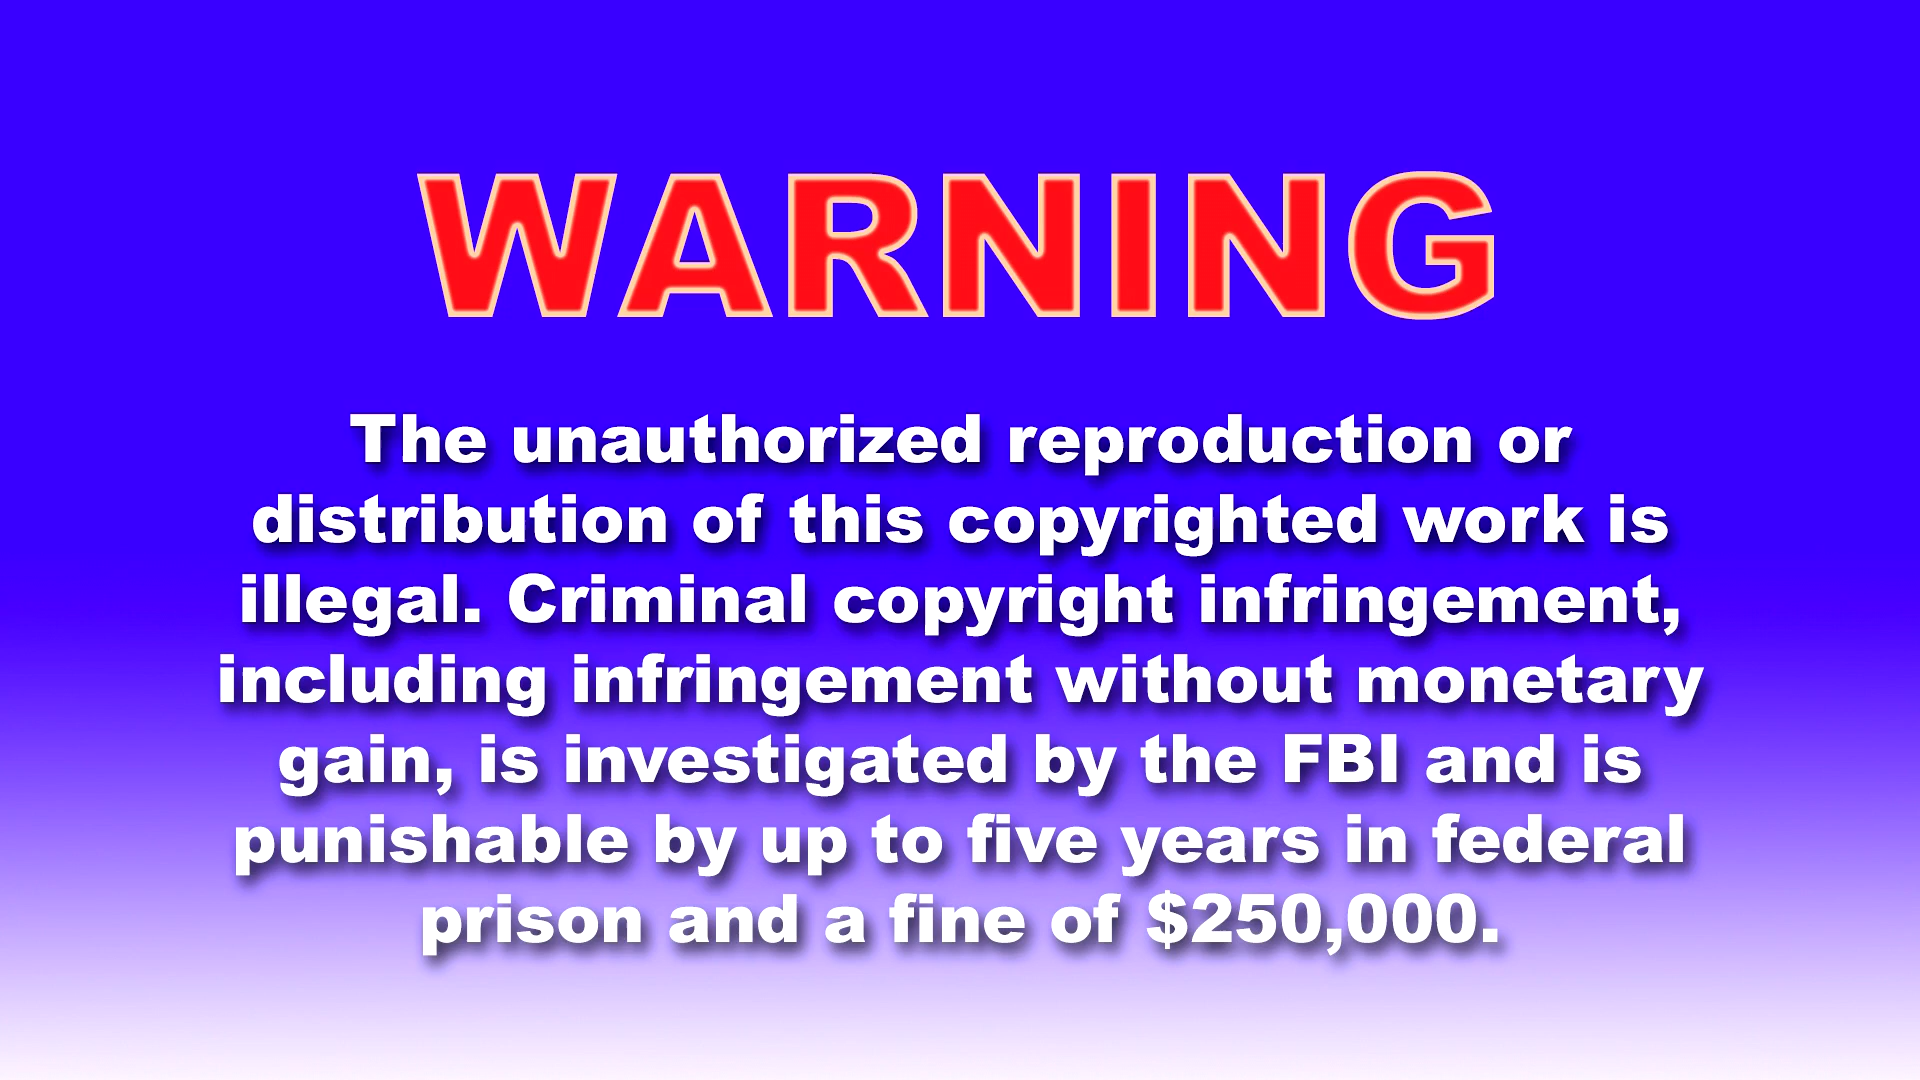 WARNING
The unauthorized reproduction or
distribution of this copyrighted work is
illegal. Criminal copyright infringement,
including infringement without monetary
gain, is investigated by the FBI and is
punishable by up to five years in federal
prison and a fine of $250,000.